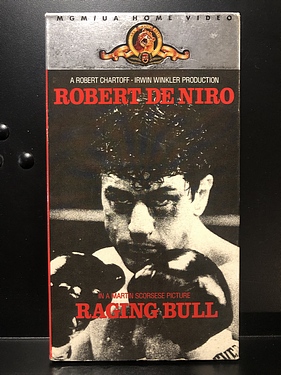 MGM/UA HOME VIDEO
A ROBERT CHARTOFF-IRWIN WINKLER PRODUCTION
ROBERT DE NIRO
IN A MARTIN SCORSESE PICTURE
RAGING BULL